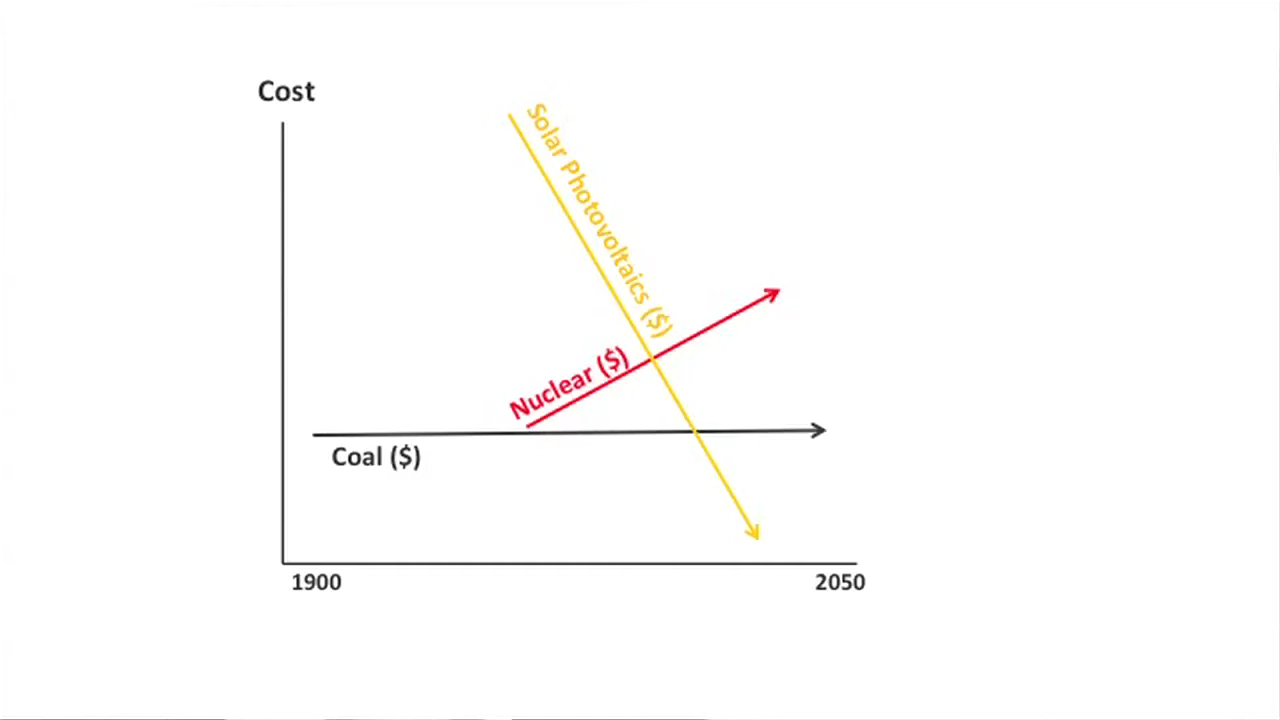 Cost
Solar Photovoltaics ($)
Nuclear ($)
Coal ($)
1900
2050